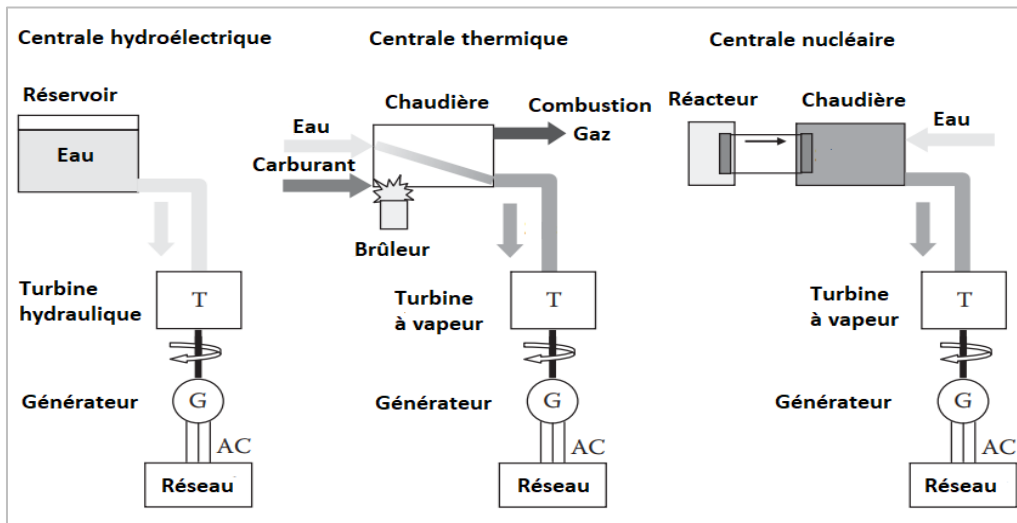 Centrale hydroélectrique
Réservoir
Eau
Turbine
hydraulique
T
Générateur
G
AC
Réseau
Centrale thermique
Chaudière
Combustion
Gaz
Eau
Carburant
Brûleur
Turbine
à vapeur
T
Générateur
G
AC
Réseau
Centrale nucléaire
Réacteur
Chaudière
Eau
Turbine
à vapeur
T
Générateur
G
AC
Réseau